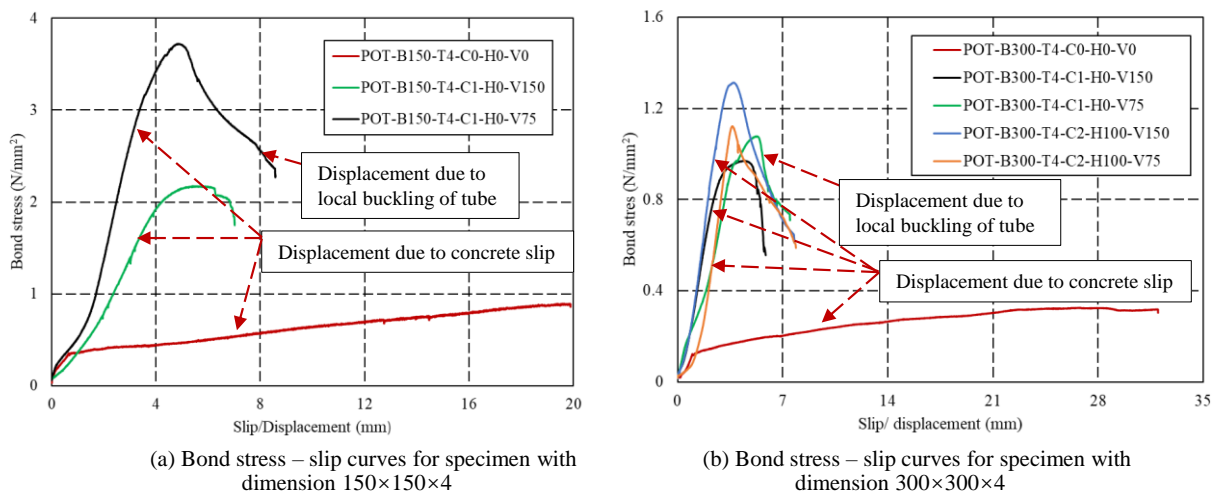 4
3
2
1
0
Bond stress (N/mm²)
POT-B150-T4-C0-H0-V0
POT-B150-T4-C1-H0-V150
POT-B150-T4-C1-H0-V75
Displacement due to
local buckling of tube
Displacement due to concrete slip
0 4 8 12 16 20
Slip/Displacement (mm)
(a) Bond stress – slip curves for specimen with
dimension 150×150×4
1.6
1.2
0.8
0.4
0
Bond stres (N/mm²)
POT-B300-T4-C0-H0-V0
POT-B300-T4-C1-H0-V150
POT-B300-T4-C1-H0-V75
POT-B300-T4-C2-H100-V150
POT-B300-T4-C2-H100-V75
Displacement due to
local buckling of tube
Displacement due to concrete slip
0 7 14 21 28 35
Slip/ displacement (mm)
(b) Bond stress – slip curves for specimen with
dimension 300×300×4